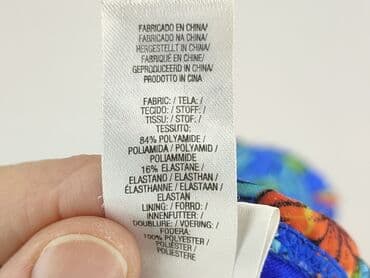 FABRICADO EN CHINA/
FABRICADO NA CHINA/
HERGESTELLT IN CHINA/
FABRIQUÉ EN CHINE/
GEPRODUCEERD IN CHINA/
PRODOTTO IN CINA
FABRIC: / TELA: /
TECIDO: / STOFF: /
TISSU: / STOF: /
TESSUTO:
84% POLYAMIDE /
POLIAMIDA / POLYAMID /
POLIAMMIDE
16% ELASTANE /
ELASTANO / ELASTHAN /
ÉLASTHANNE / ELASTAAN /
ELASTAN
LINING: / FORRO: /
INNENFUTTER: /
DOUBLURE: / VOERING: /
FODERA:
100% POLYESTER /
POLIÉSTER / POLYESTER /
POLIESTERE